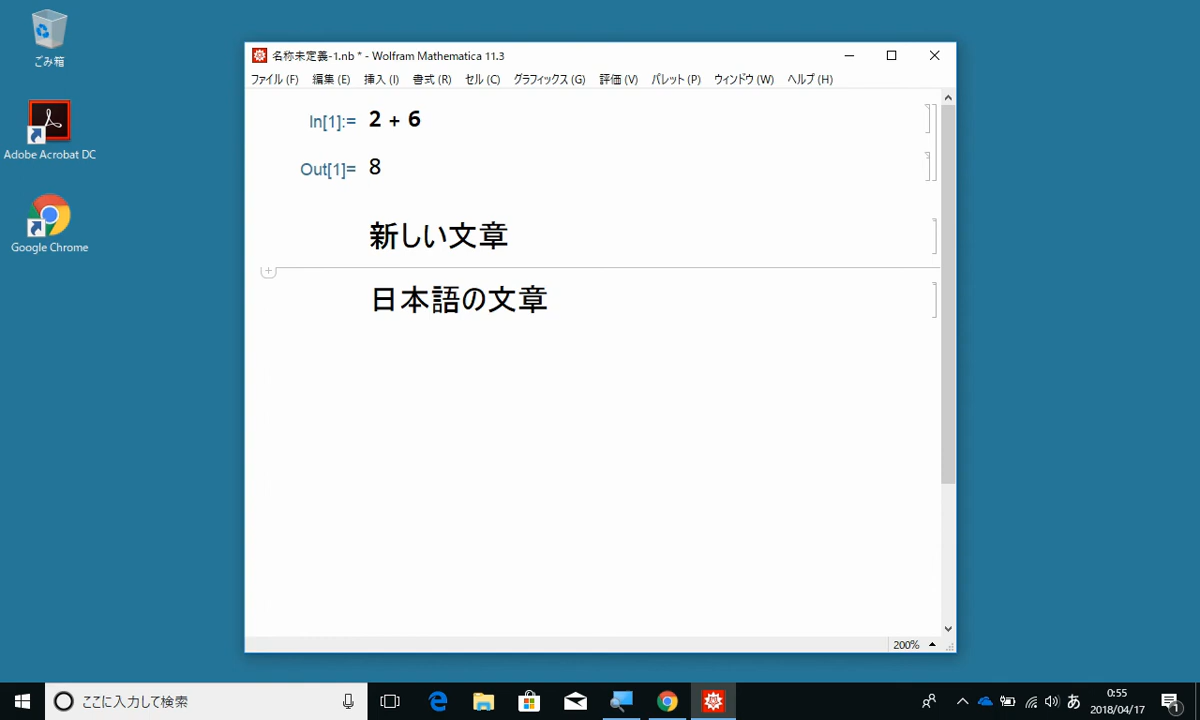 ごみ箱
Adobe Acrobat DC
Google Chrome
名称未定義-1.nb * - Wolfram Mathematica 11.3
ファイル (F) 編集 (E) 挿入 (I) 書式 (R) セル (C) グラフィックス (G) 評価 (V) パレット (P) ウィンドウ (W) ヘルプ (H)
In[1]:= 2 + 6
Out[1]= 8
新しい文章
日本語の文章
200%
ここに入力して検索
あ
0:55
2018/04/17
1